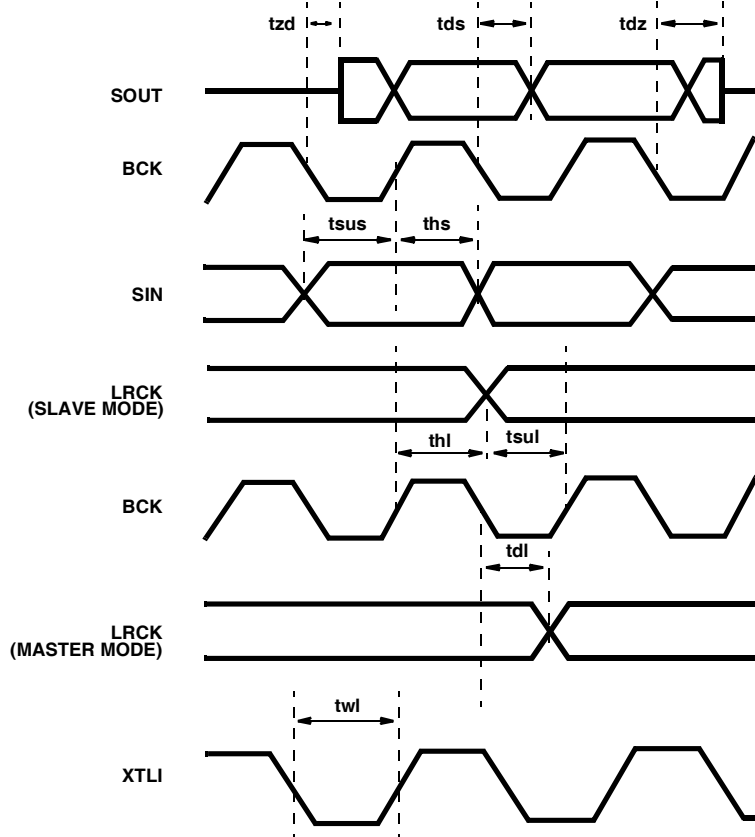 tzd tds tdz
SOUT
BCK
tsus ths
SIN
LRCK
(SLAVE MODE)
thl tsul
BCK
tdl
LRCK
(MASTER MODE)
twl
XTLI